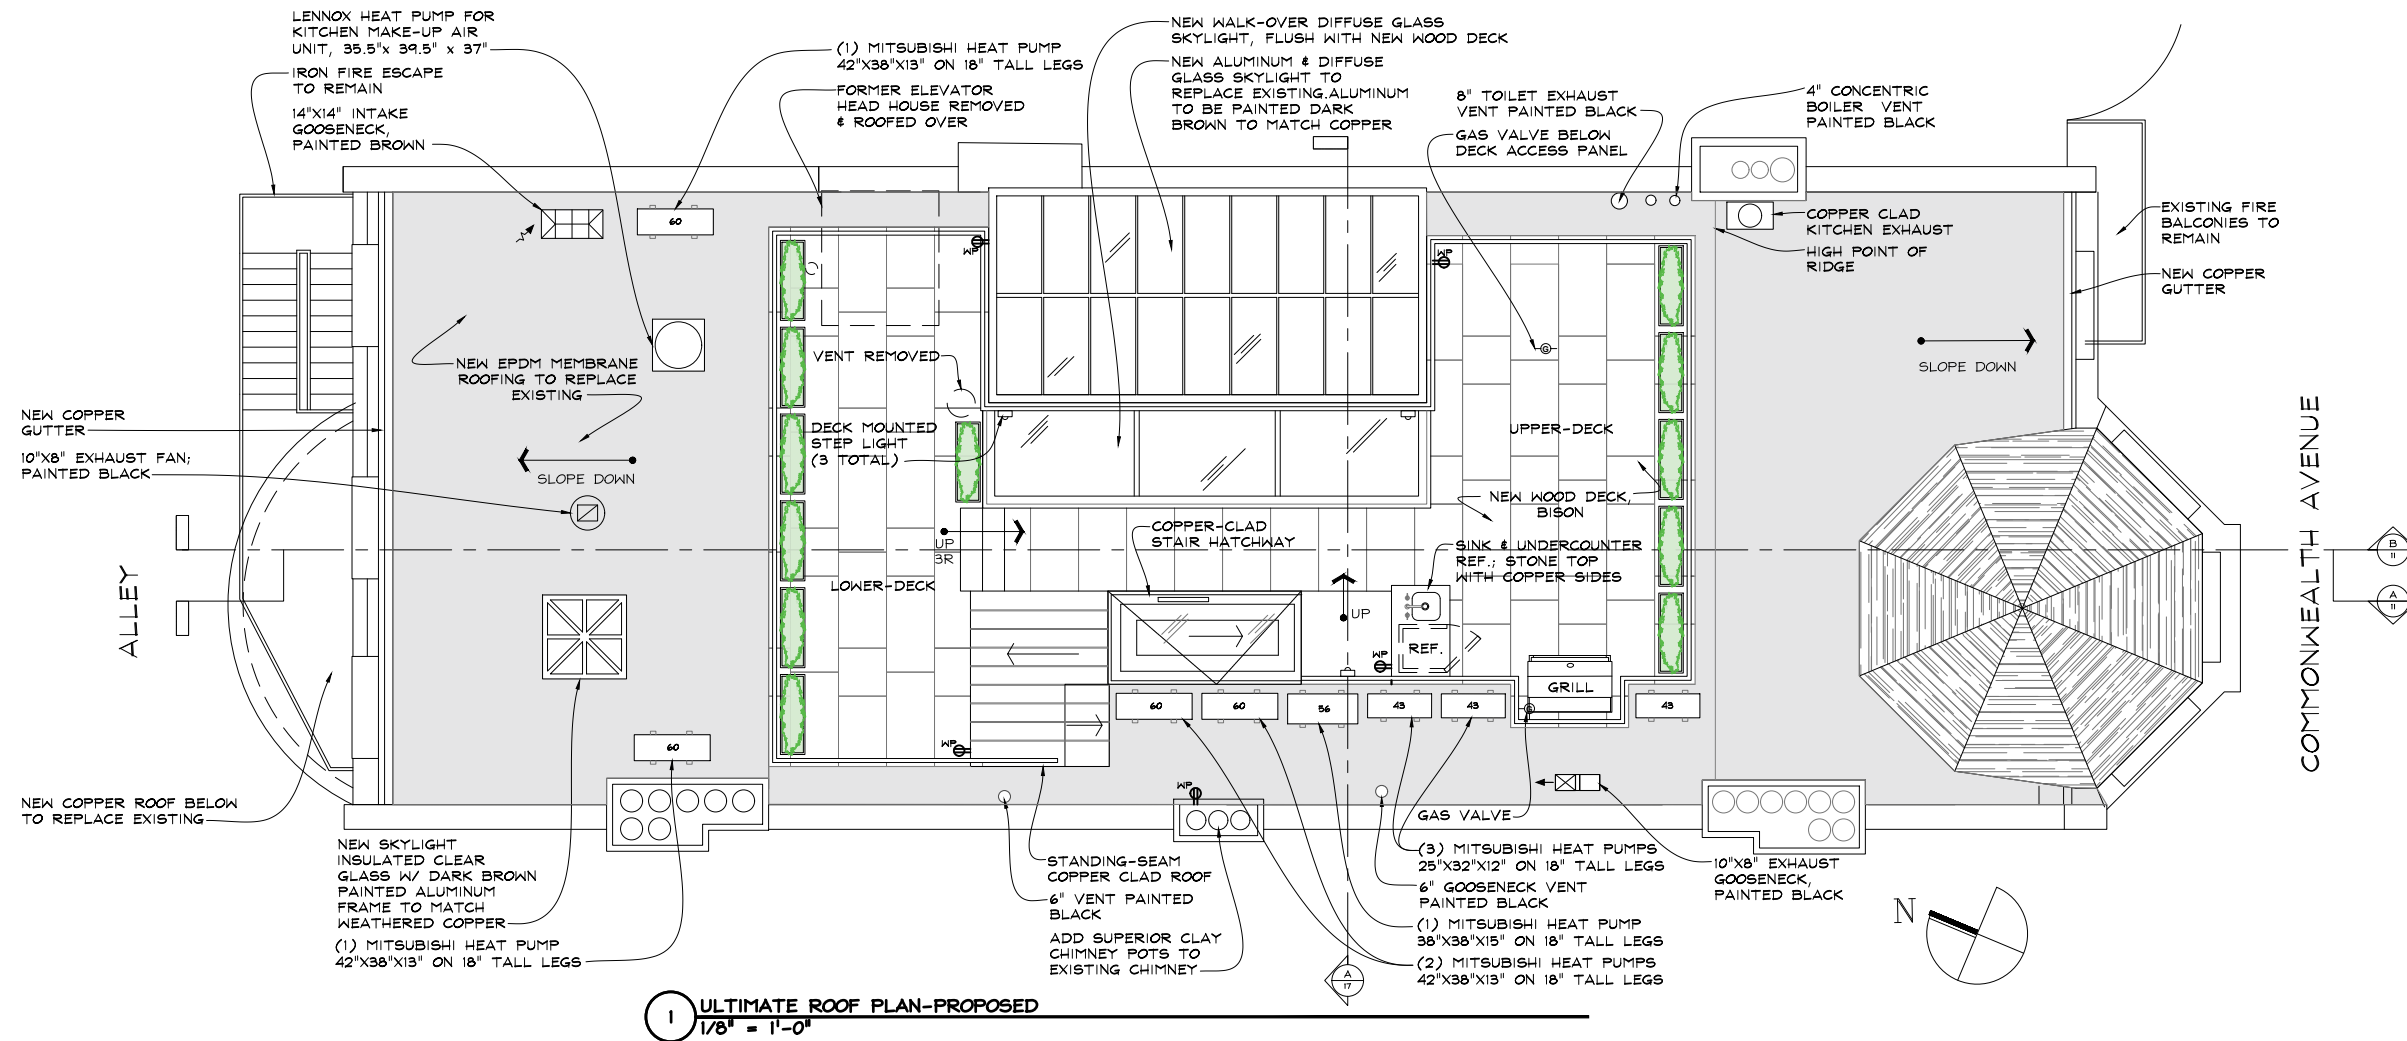 LENNOX HEAT PUMP FOR
KITCHEN MAKE-UP AIR
UNIT, 35.5"x 39.5" x 37"
IRON FIRE ESCAPE
TO REMAIN
14"X14" INTAKE
GOOSENECK,
PAINTED BROWN
(1) MITSUBISHI HEAT PUMP
42"X38"X13" ON 18" TALL LEGS
FORMER ELEVATOR
HEAD HOUSE REMOVED
& ROOFED OVER
NEW WALK-OVER DIFFUSE GLASS
SKYLIGHT, FLUSH WITH NEW WOOD DECK
NEW ALUMINUM & DIFFUSE
GLASS SKYLIGHT TO
REPLACE EXISTING.ALUMINUM
TO BE PAINTED DARK
BROWN TO MATCH COPPER
8" TOILET EXHAUST
VENT PAINTED BLACK
GAS VALVE BELOW
DECK ACCESS PANEL
4" CONCENTRIC
BOILER VENT
PAINTED BLACK
COPPER CLAD
KITCHEN EXHAUST
HIGH POINT OF
RIDGE
EXISTING FIRE
BALCONIES TO
REMAIN
NEW COPPER
GUTTER
60
WP
WP
G
SLOPE DOWN
NEW EPDM MEMBRANE
ROOFING TO REPLACE
EXISTING
VENT REMOVED
NEW COPPER
GUTTER
10"X8" EXHAUST FAN;
PAINTED BLACK
SLOPE DOWN
DECK MOUNTED
STEP LIGHT
(3 TOTAL)
UPPER-DECK
NEW WOOD DECK,
BISON
COPPER-CLAD
STAIR HATCHWAY
SINK & UNDERCOUNTER
REF.; STONE TOP
WITH COPPER SIDES
UP
3R
LOWER-DECK
UP
REF.
WP
GRILL
G
ALLEY
COMMONWEALTH AVENUE
B
11
A
11
60
60
56
43
43
43
WP
60
WP
NEW COPPER ROOF BELOW
TO REPLACE EXISTING
GAS VALVE
NEW SKYLIGHT
INSULATED CLEAR
GLASS W/ DARK BROWN
PAINTED ALUMINUM
FRAME TO MATCH
WEATHERED COPPER
(1) MITSUBISHI HEAT PUMP
42"X38"X13" ON 18" TALL LEGS
STANDING-SEAM
COPPER CLAD ROOF
6" VENT PAINTED
BLACK
ADD SUPERIOR CLAY
CHIMNEY POTS TO
EXISTING CHIMNEY
(3) MITSUBISHI HEAT PUMPS
25"X32"X12" ON 18" TALL LEGS
6" GOOSENECK VENT
PAINTED BLACK
(1) MITSUBISHI HEAT PUMP
38"X38"X15" ON 18" TALL LEGS
(2) MITSUBISHI HEAT PUMPS
42"X38"X13" ON 18" TALL LEGS
10"X8" EXHAUST
GOOSENECK,
PAINTED BLACK
N
A
17
1
ULTIMATE ROOF PLAN-PROPOSED
1/8" = 1'-0"